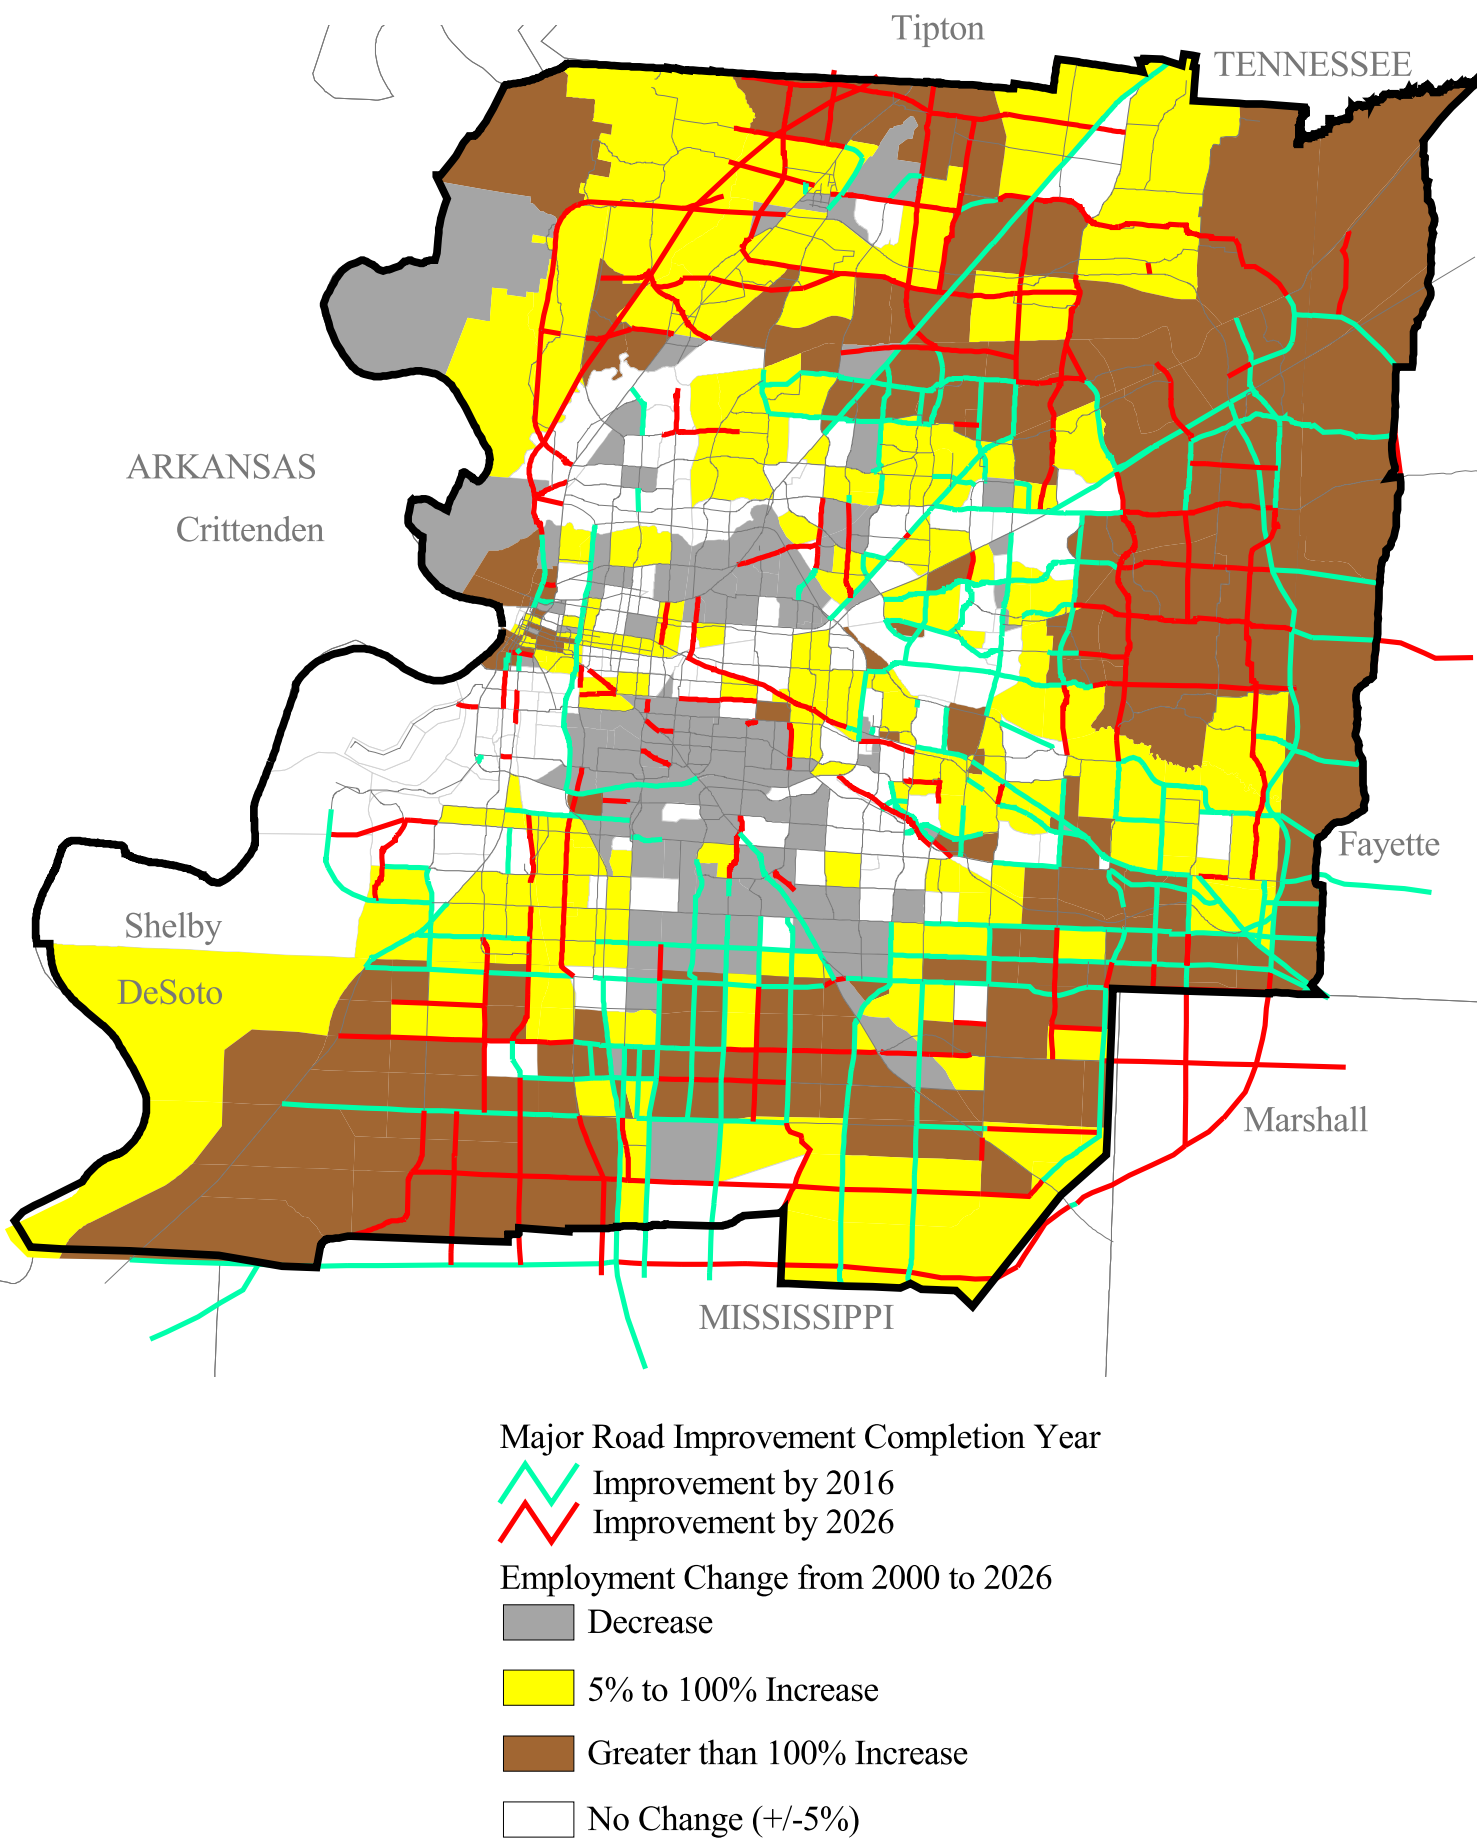 Tipton
TENNESSEE
ARKANSAS
Crittenden
Fayette
Shelby
DeSoto
Marshall
MISSISSIPPI
Major Road Improvement Completion Year
Improvement by 2016
Improvement by 2026
Employment Change from 2000 to 2026
Decrease
5% to 100% Increase
Greater than 100% Increase
No Change (+/-5%)